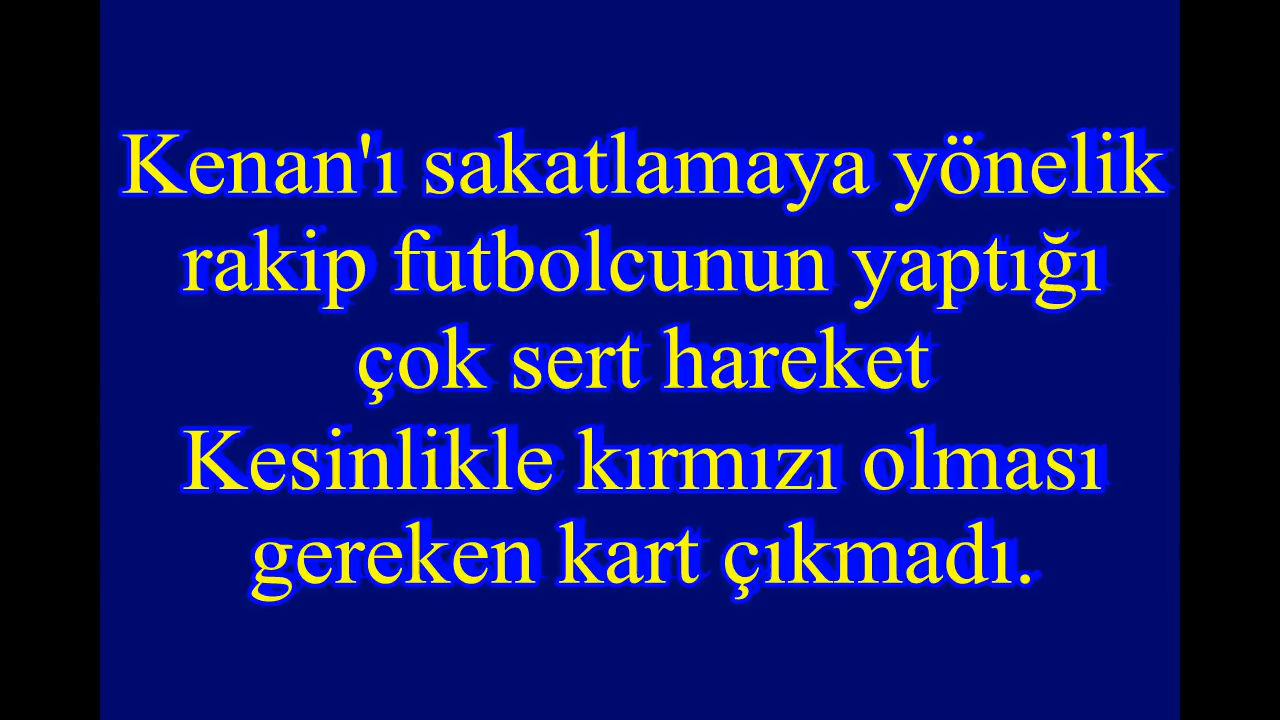 Kenan'ı sakatlamaya yönelik
rakip futbolcunun yaptığı
çok sert hareket
Kesinlikle kırmızı olması
gereken kart çıkmadı.